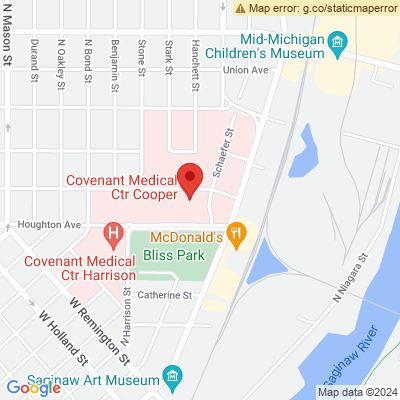 Map error: g.co/staticmaperror
N Mason St
Durand St
N Oakley St
N Bond St
Benjamin St
Stone St
Stark St
Hanchett St
Mid-Michigan
Children's Museum
Union Ave
Schaefer St
Covenant Medical
Ctr Cooper
Houghton Ave
H
Covenant Medical
Ctr Harrison
McDonald's
Bliss Park
Catherine St
N Harrison St
W Remington St
W Holland St
N Niagara St
Saginaw River
Saginaw Art Museum
Google
Map data ©2024